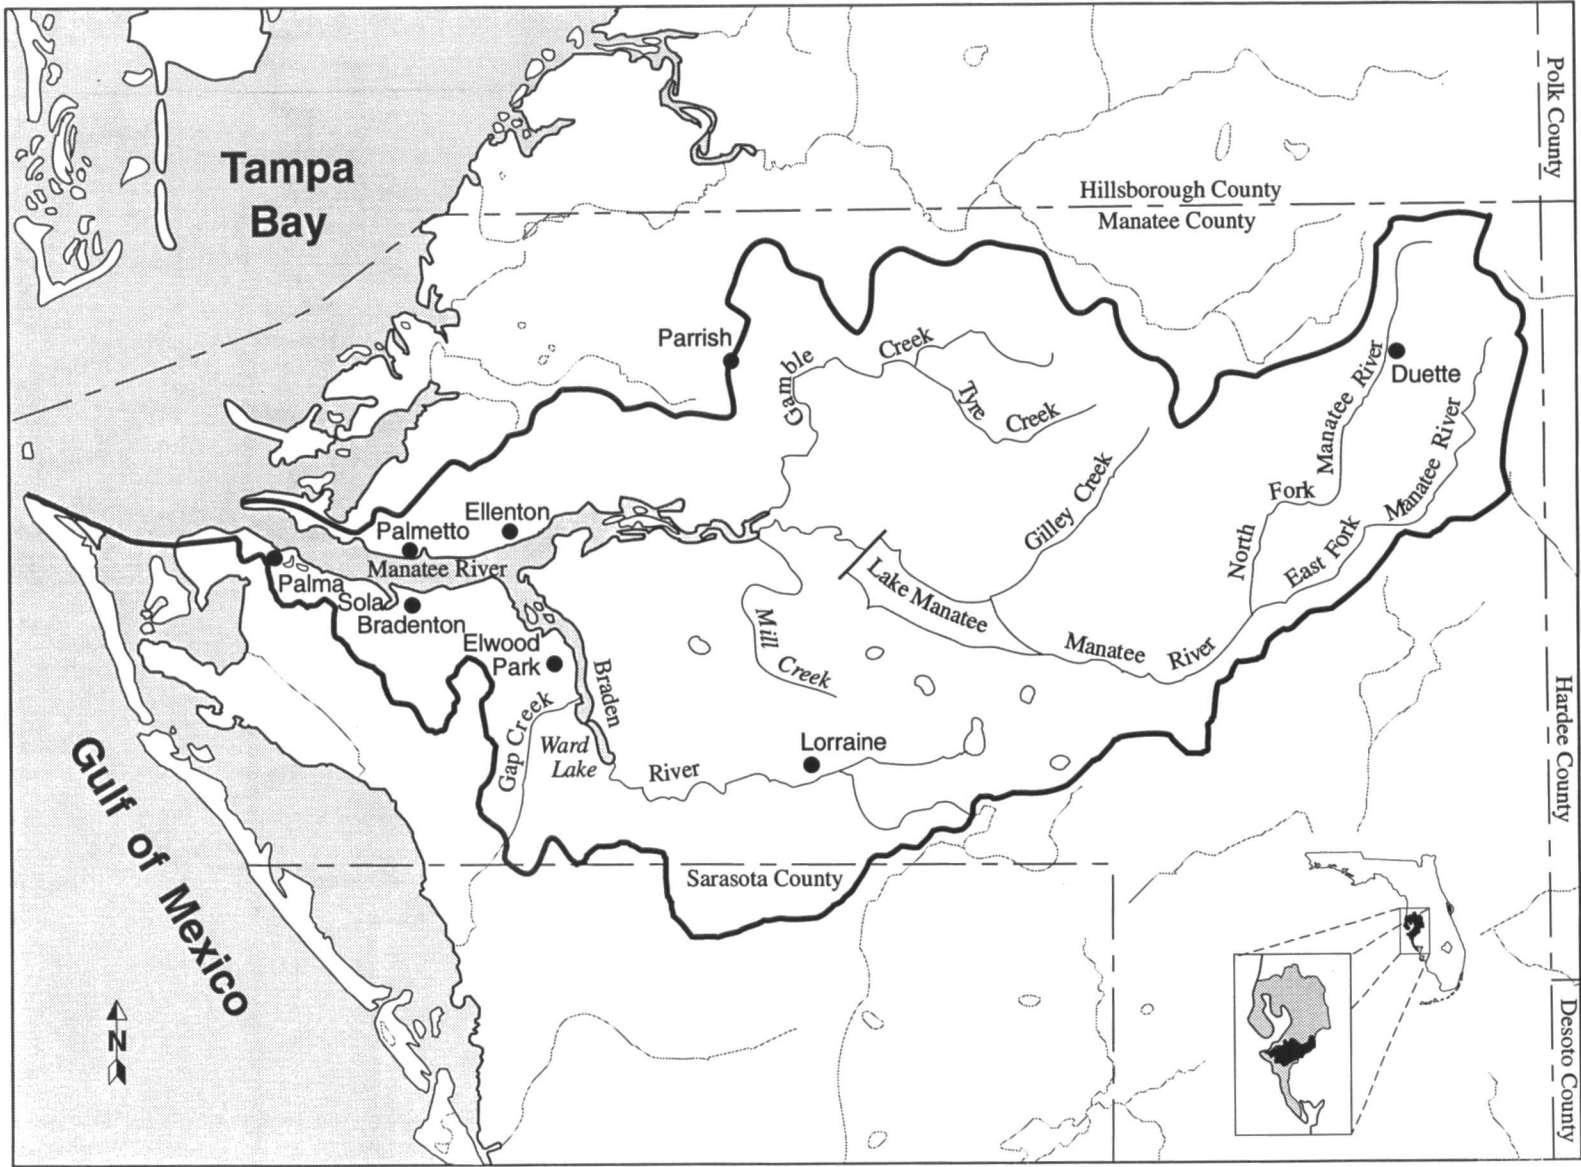 Tampa
Bay
Polk County
Hillsborough County
Manatee County
Parrish
Gamble
Creek
Tyre
Creek
Duette
North
Fork
Manatee River
East Fork
Manatee River
Gilley Creek
Ellenton
Palmetto
Manatee River
Palma
Sola
Bradenton
Elwood
Park
Lake Manatee
Manatee
River
Mill
Creek
Braden
River
Gap Creek
Ward
Lake
Lorraine
Hardee County
Sarasota County
Gulf of Mexico
N
Desoto County